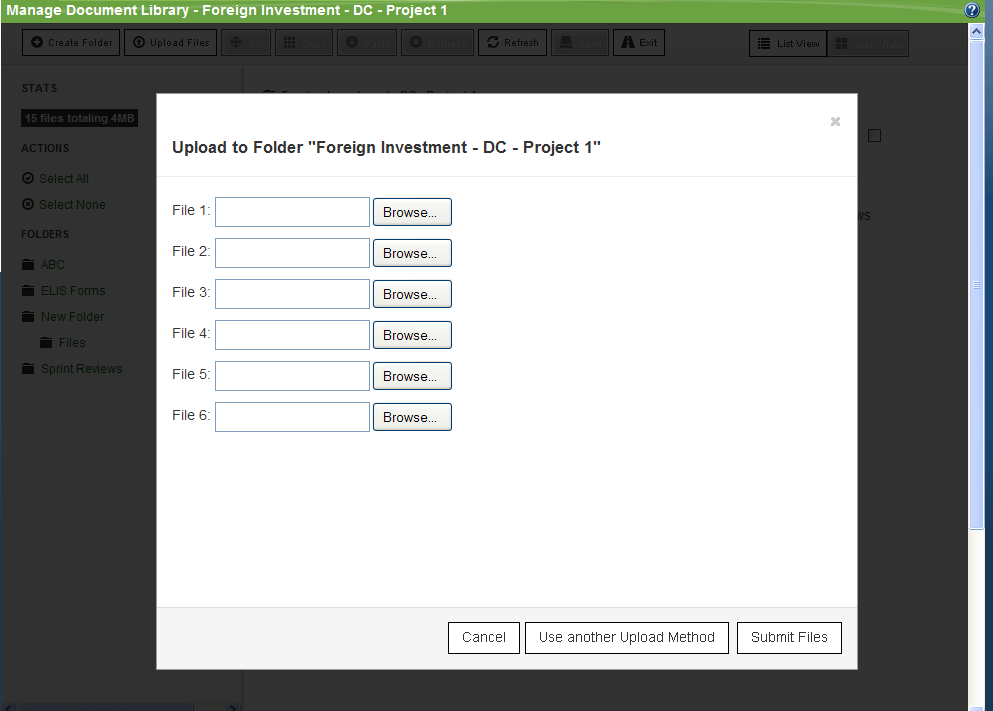 Manage Document Library - Foreign Investment - DC - Project 1
Create Folder Upload Files Refresh Exit List View
STATS
15 files totaling 4MB
ACTIONS
Select All
Select None
FOLDERS
ABC
ELIS Forms
New Folder
Files
Sprint Reviews
Upload to Folder "Foreign Investment - DC - Project 1"
File 1: Browse...
File 2: Browse...
File 3: Browse...
File 4: Browse...
File 5: Browse...
File 6: Browse...
Cancel Use another Upload Method Submit Files